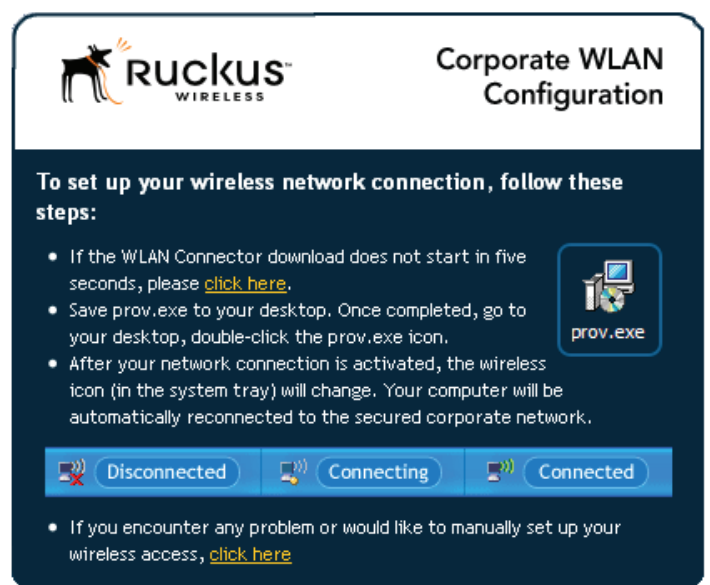 RUCKUS™
WIRELESS
Corporate WLAN
Configuration
To set up your wireless network connection, follow these
steps:
• If the WLAN Connector download does not start in five
seconds, please click here.
• Save prov.exe to your desktop. Once completed, go to
your desktop, double-click the prov.exe icon.
prov.exe
• After your network connection is activated, the wireless
icon (in the system tray) will change. Your computer will be
automatically reconnected to the secured corporate network.
Disconnected
Connecting
Connected
• If you encounter any problem or would like to manually set up your
wireless access, click here